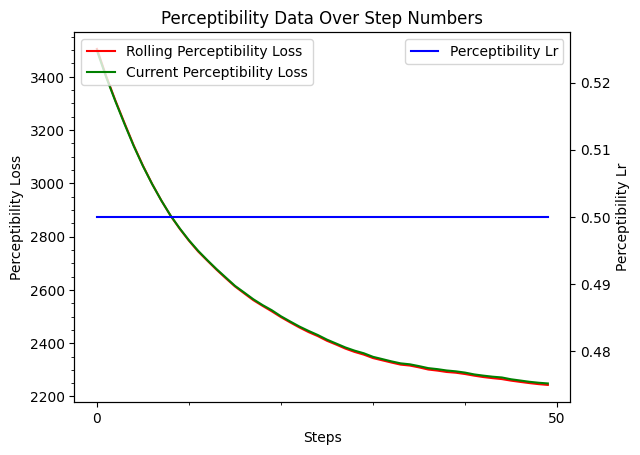 Perceptibility Data Over Step Numbers
Rolling Perceptibility Loss
Current Perceptibility Loss
Perceptibility Lr
3400
3200
3000
2800
2600
2400
2200
Perceptibility Loss
0.52
0.51
0.50
0.49
0.48
Perceptibility Lr
0
50
Steps